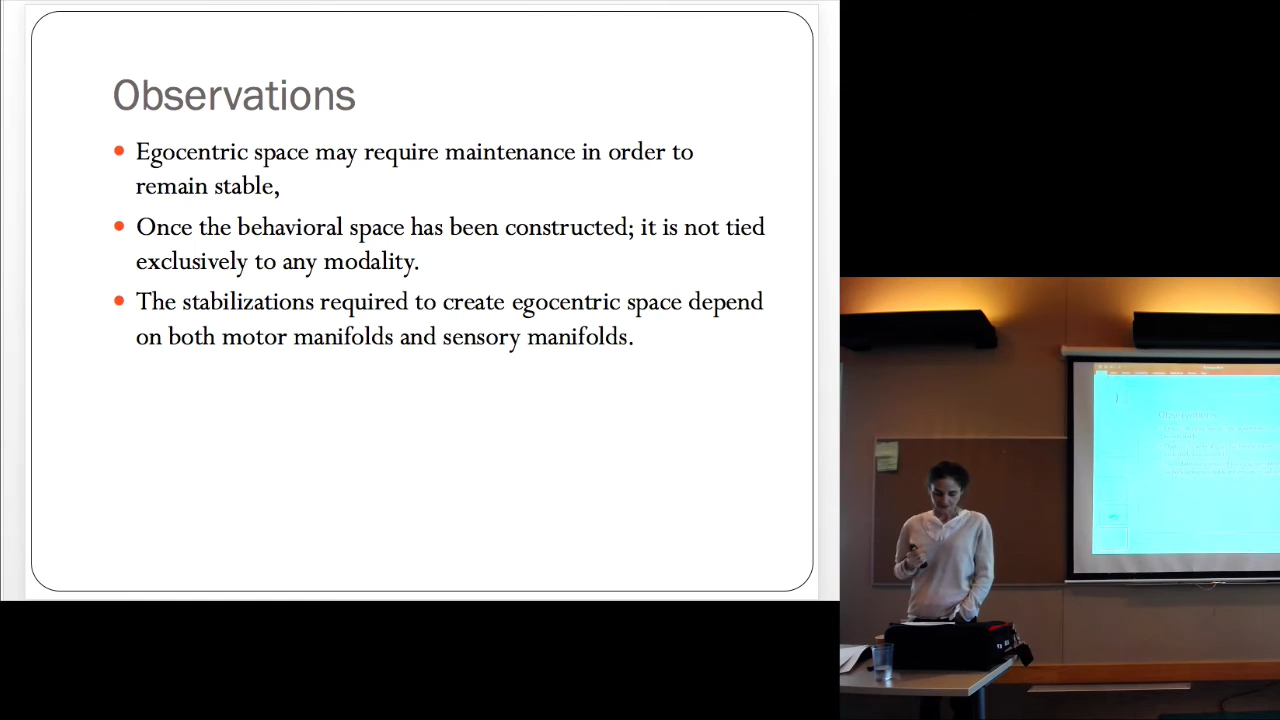 Observations
Egocentric space may require maintenance in order to
remain stable,
Once the behavioral space has been constructed; it is not tied
exclusively to any modality.
The stabilizations required to create egocentric space depend
on both motor manifolds and sensory manifolds.
Observations